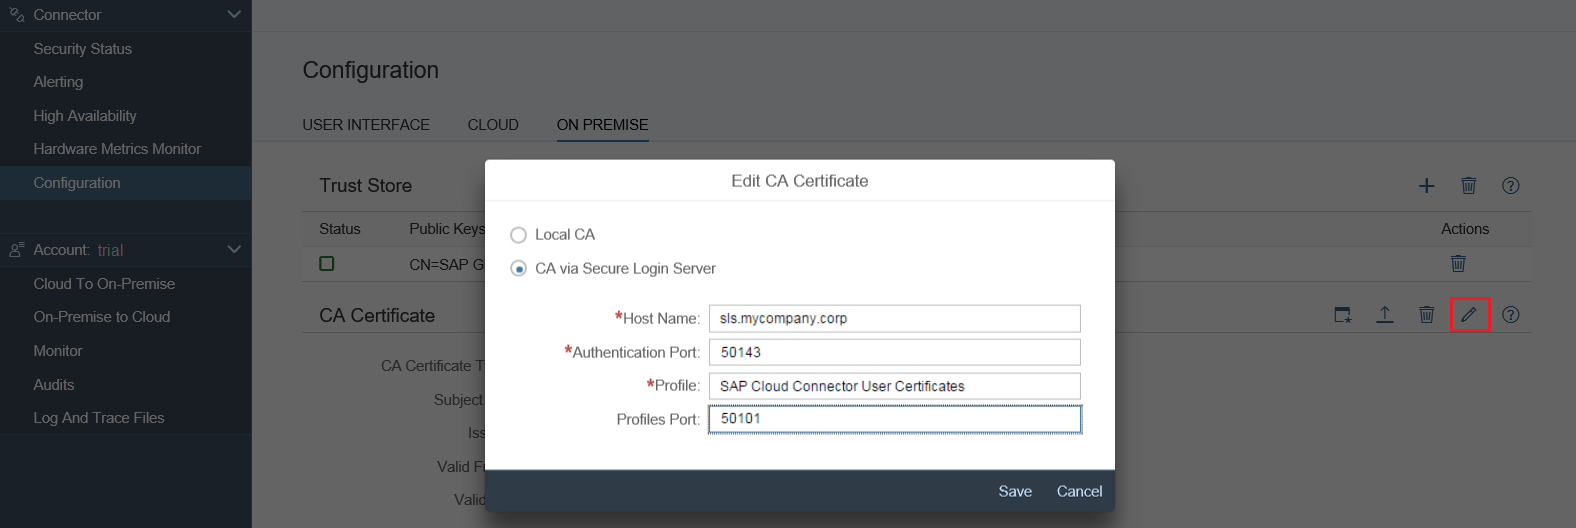 Connector
Security Status
Alerting
High Availability
Hardware Metrics Monitor
Configuration
Account: trial
Cloud To On-Premise
On-Premise to Cloud
Monitor
Audits
Log And Trace Files
Configuration
USER INTERFACE CLOUD ON PREMISE
Trust Store
Status Public Keys Actions
CN=SAP G
CA Certificate
CA Certificate T
Subject
Iss
Valid F
Valid
Edit CA Certificate
Local CA
CA via Secure Login Server
*Host Name: sls.mycompany.corp
*Authentication Port: 50143
*Profile: SAP Cloud Connector User Certificates
Profiles Port: 50101
Save Cancel